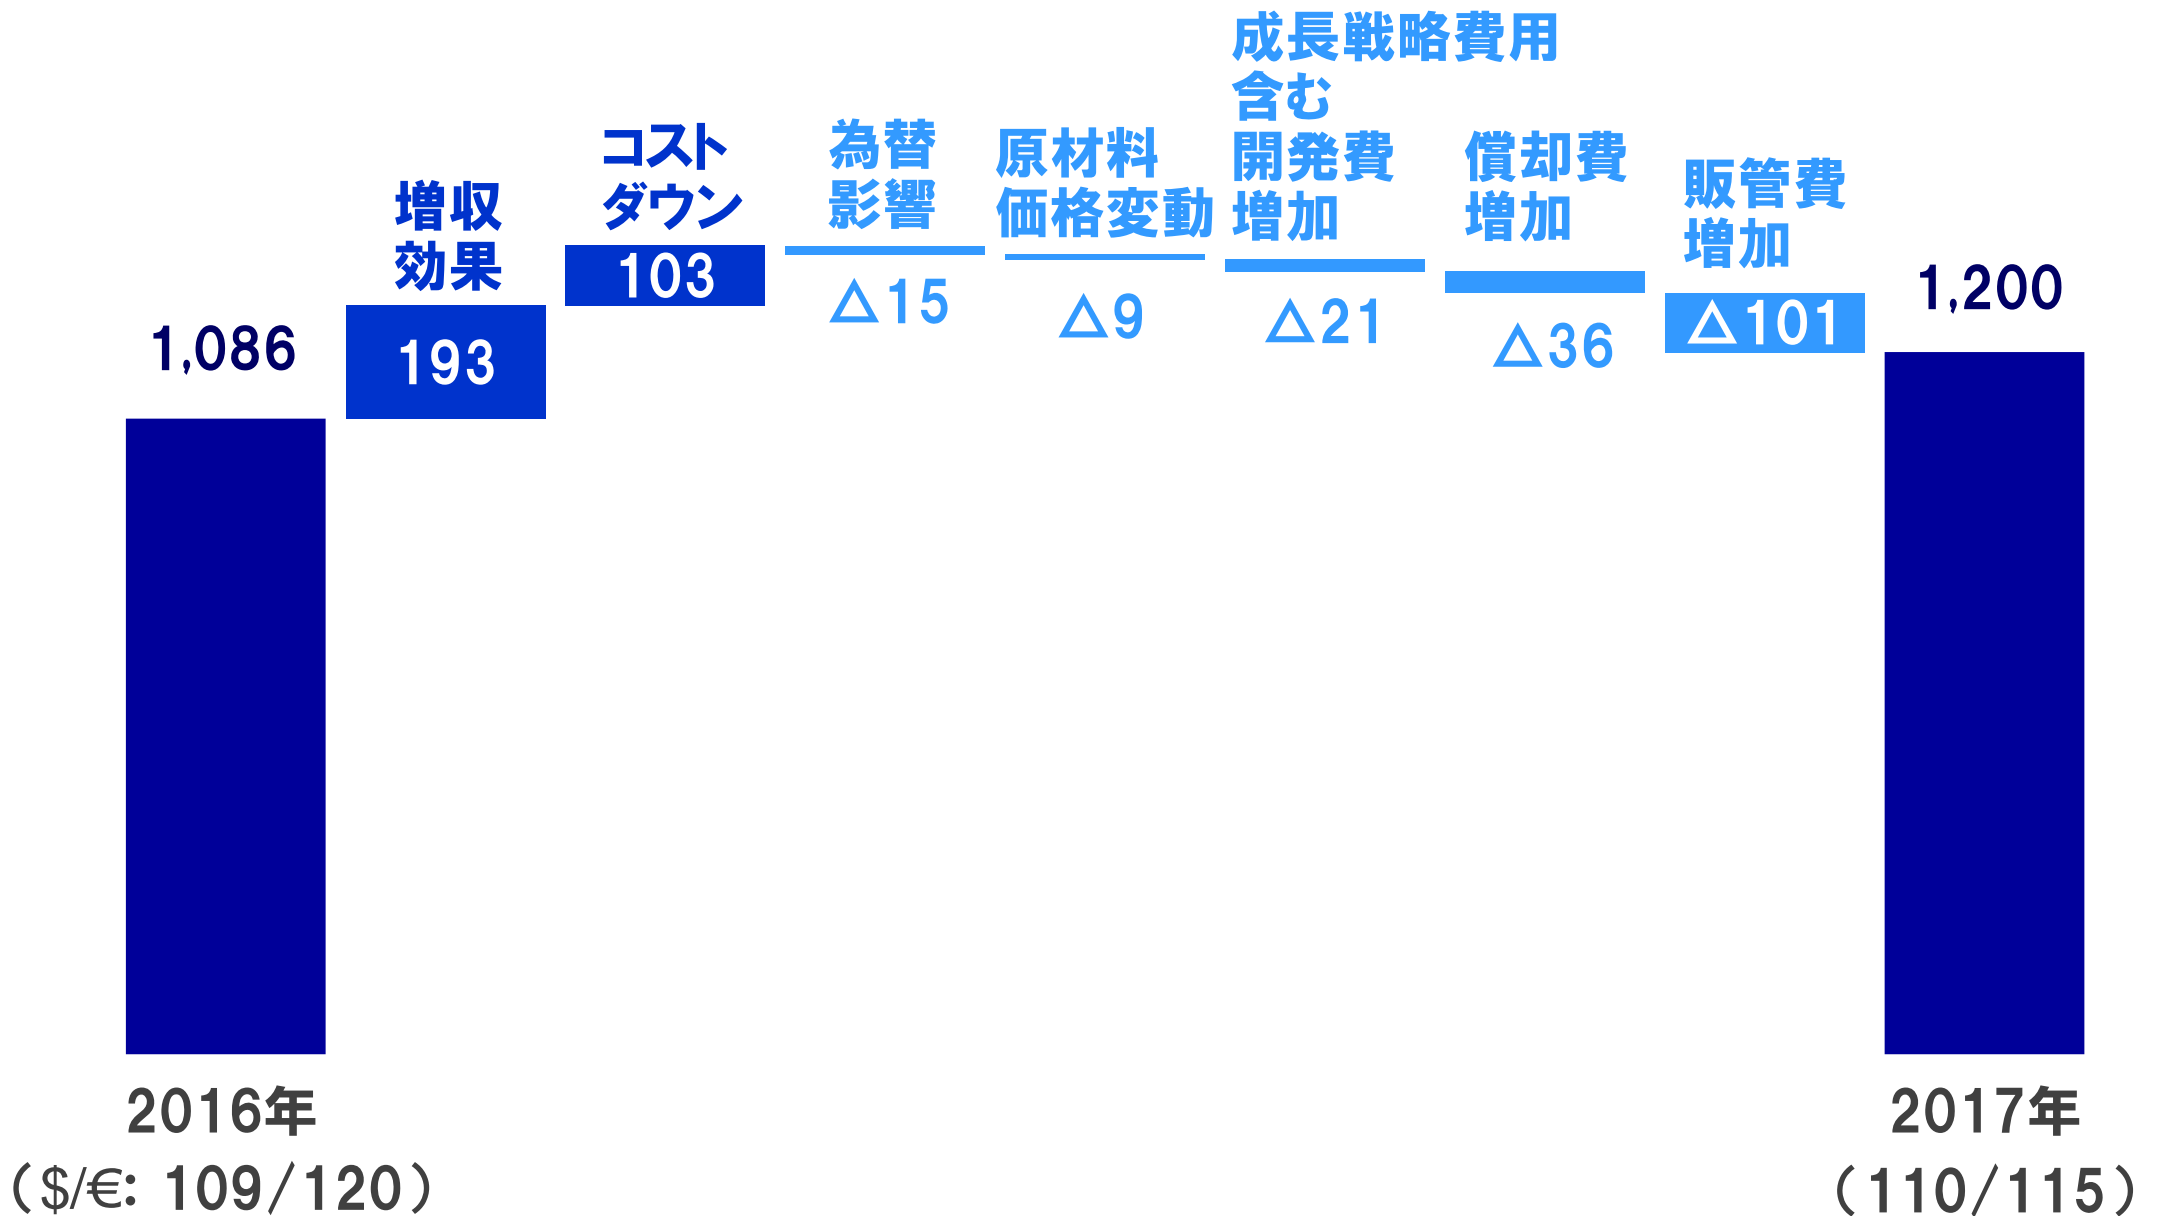 1,086
増収
効果
193
コスト
ダウン
103
為替
影響
△15
原材料
価格変動
△9
成長戦略費用
含む
開発費
増加
△21
償却費
増加
△36
販管費
増加
△101
1,200
2016年
($/€: 109/120)
2017年
(110/115)